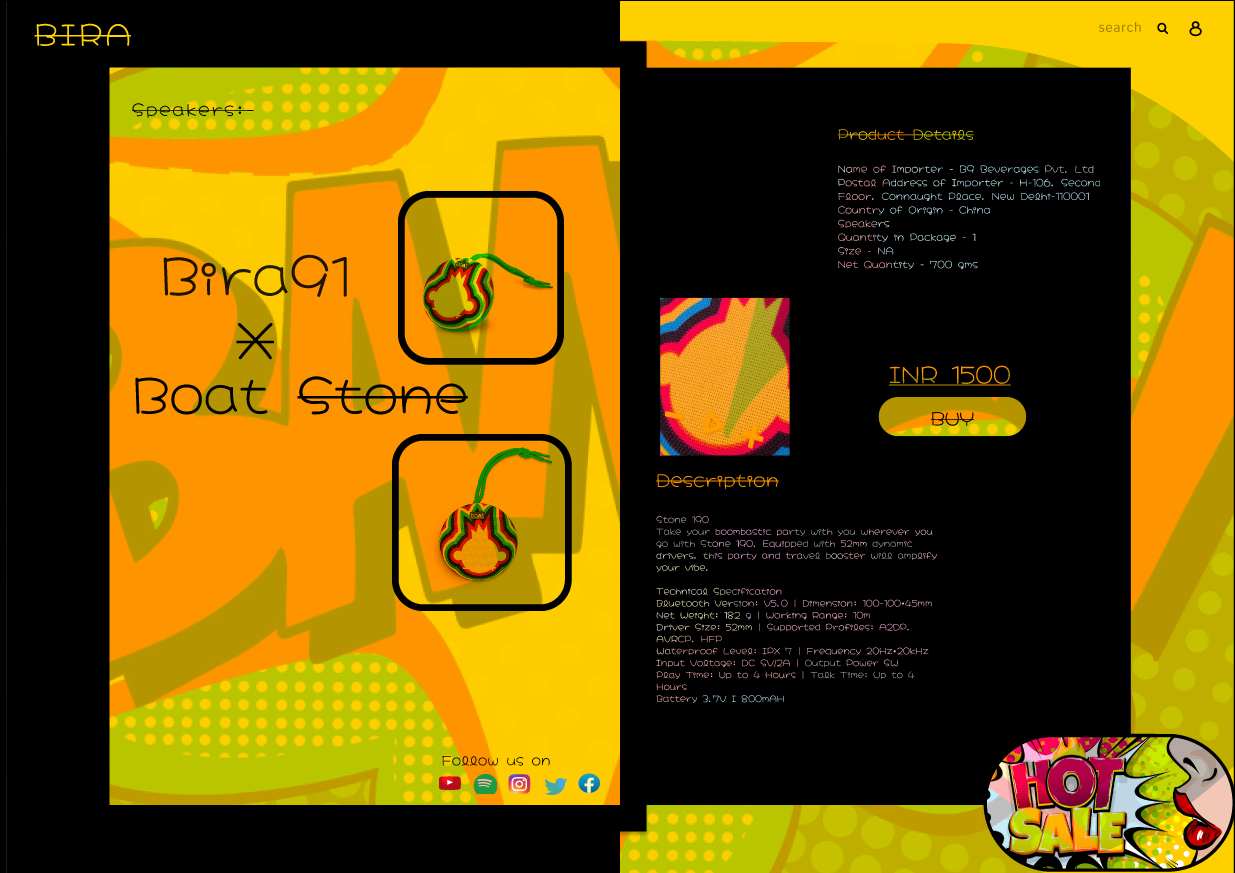 BIRA
search
Speakers:-
Bira91
X
Boat Stone
Follow us on
Product Details
Name of Importer - B9 Beverages Pvt. Ltd
Postal Address of Importer - H-106, Second
Floor, Connaught Place, New Delhi-110001
Country of Origin - China
Speakers
Quantity in Package - 1
Size - NA
Net Quantity - 700 gms
INR 1500
BUY
Description
Stone 190
Take your boombastic party with you wherever you
go with Stone 190. Equipped with 52mm dynamic
drivers, this party and travel booster will amplify
your vibe.
Technical Specification
Bluetooth Version: V5.0 | Dimension: 100-100*45mm
Net Weight: 182 g | Working Range: 10m
Driver Size: 52mm | Supported Profiles: A2DP,
AVRCP, HFP
Waterproof Level: IPX 7 | Frequency 20Hz*20kHz
Input Voltage: DC 5V/2A | Output Power 5W
Play Time: Up to 4 Hours | Talk Time: Up to 4
Hours
Battery 3.7V I 800mAH
HOT
SALE